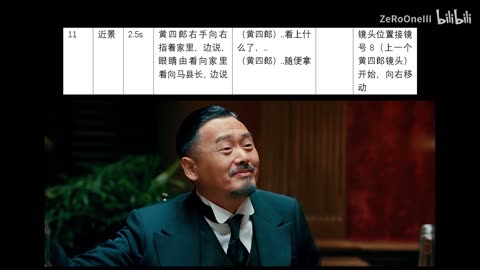 ZeRoOneIII bilibili
11 近景 2.5s 黄四郎右手向右 （黄四郎）..看上什 镜头位置接镜
指着家里，边说， 么了，.. 号 8（上一个
眼睛由看向家里 （黄四郎）..随便拿 黄四郎镜头）
看向马县长，边说 开始，向右移
动